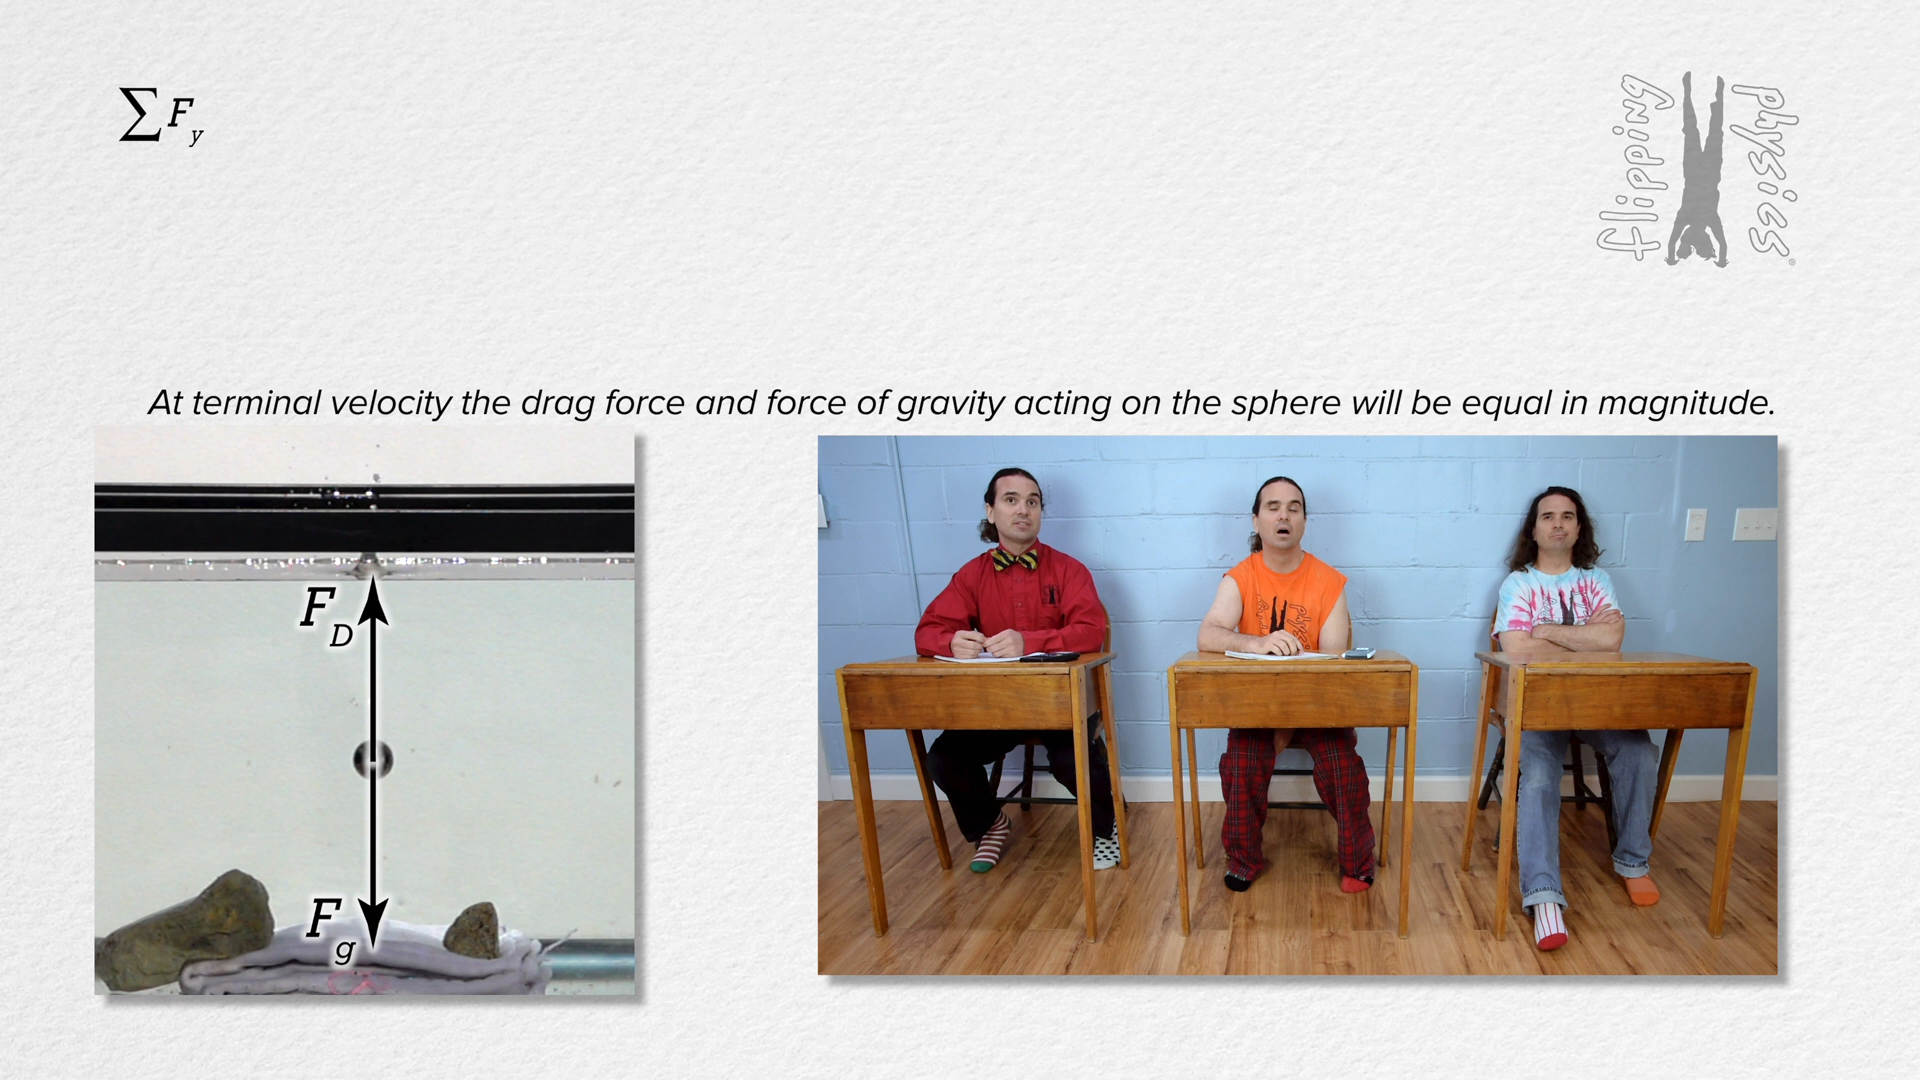 ∑F_y
flipping physics®
At terminal velocity the drag force and force of gravity acting on the sphere will be equal in magnitude.
F_D
F_g